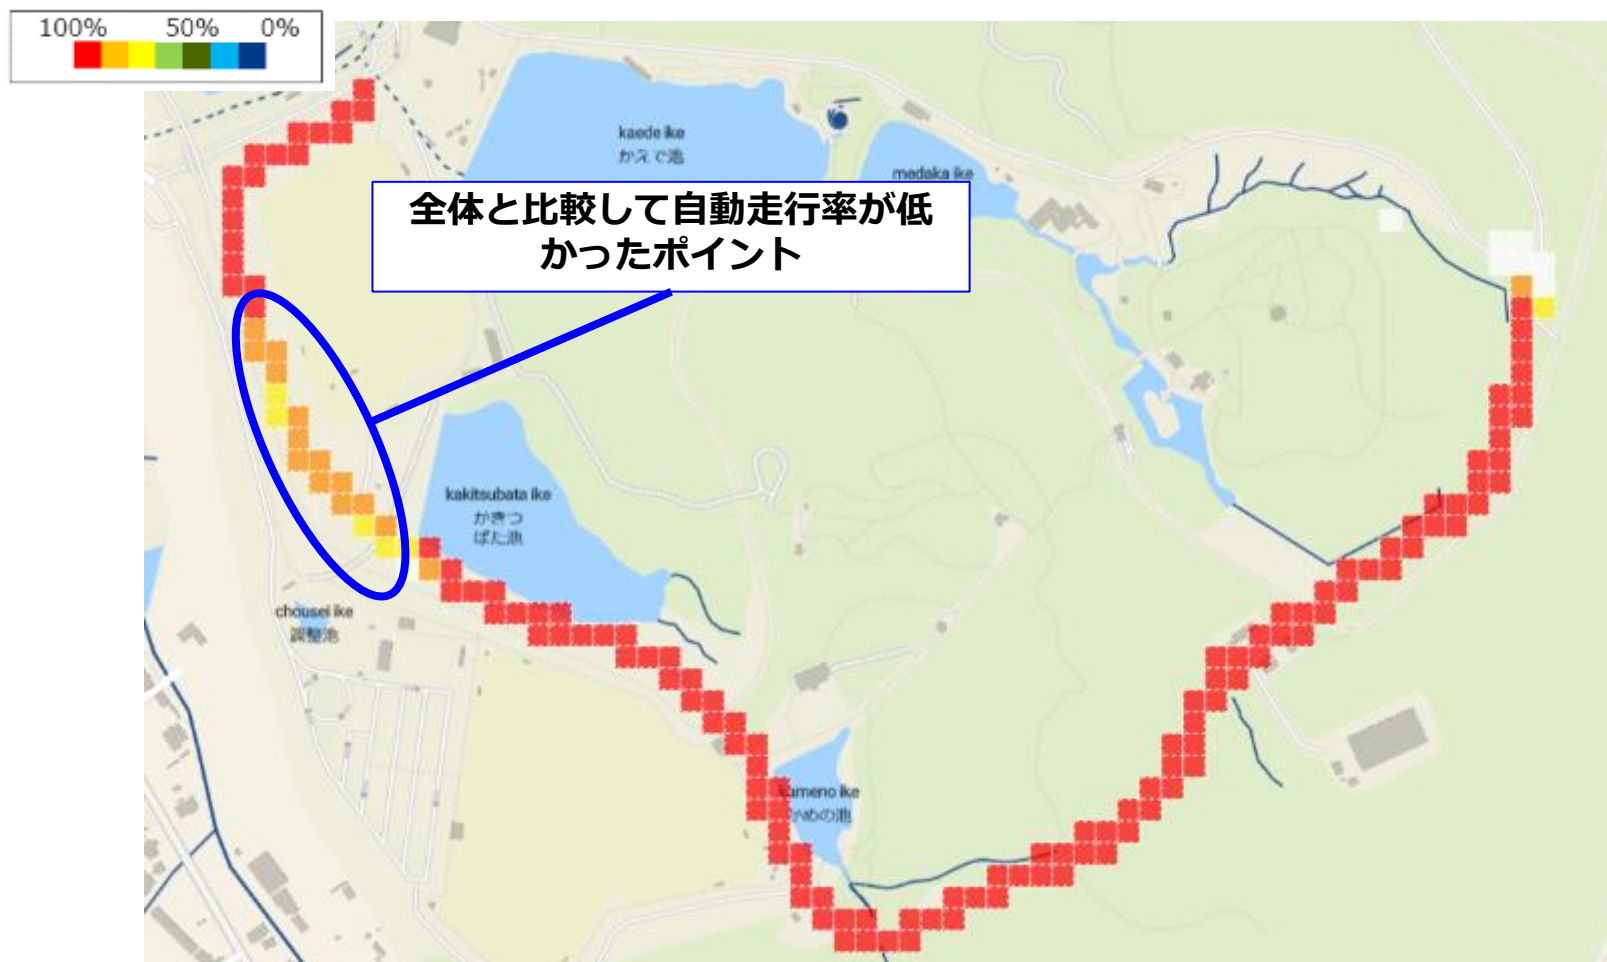 100% 50% 0%
kaede ike
かえで池
medaka ike
全体と比較して自動走行率が低
かったポイント
kakitsubata ike
かきつ
ばた池
chousei ike
調整池
kameno ike
かめの池